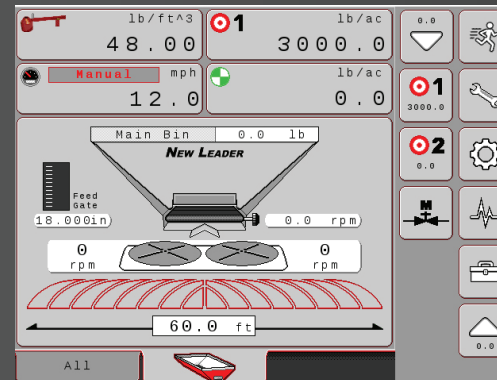 lb/ft^3
48.00
1
lb/ac
3000.0
0.0
Manual
mph
12.0
lb/ac
0.0
1
3000.0
Main Bin
0.0 lb
NEW LEADER
2
0.0
Feed
Gate
18.000in
0.0 rpm
M
0
rpm
0
rpm
60.0 ft
0.0
All